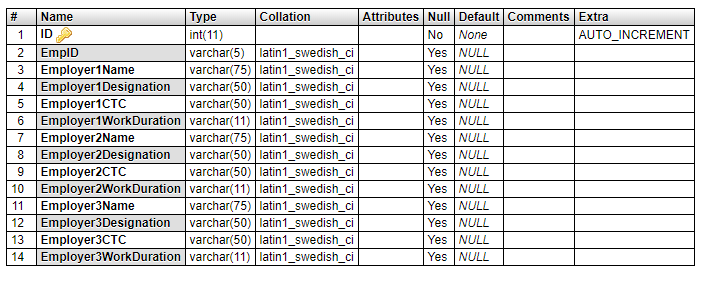 # Name Type Collation Attributes Null Default Comments Extra
1 ID int(11) No None AUTO_INCREMENT
2 EmpID varchar(5) latin1_swedish_ci Yes NULL
3 Employer1Name varchar(75) latin1_swedish_ci Yes NULL
4 Employer1Designation varchar(50) latin1_swedish_ci Yes NULL
5 Employer1CTC varchar(50) latin1_swedish_ci Yes NULL
6 Employer1WorkDuration varchar(11) latin1_swedish_ci Yes NULL
7 Employer2Name varchar(75) latin1_swedish_ci Yes NULL
8 Employer2Designation varchar(50) latin1_swedish_ci Yes NULL
9 Employer2CTC varchar(50) latin1_swedish_ci Yes NULL
10 Employer2WorkDuration varchar(11) latin1_swedish_ci Yes NULL
11 Employer3Name varchar(75) latin1_swedish_ci Yes NULL
12 Employer3Designation varchar(50) latin1_swedish_ci Yes NULL
13 Employer3CTC varchar(50) latin1_swedish_ci Yes NULL
14 Employer3WorkDuration varchar(11) latin1_swedish_ci Yes NULL